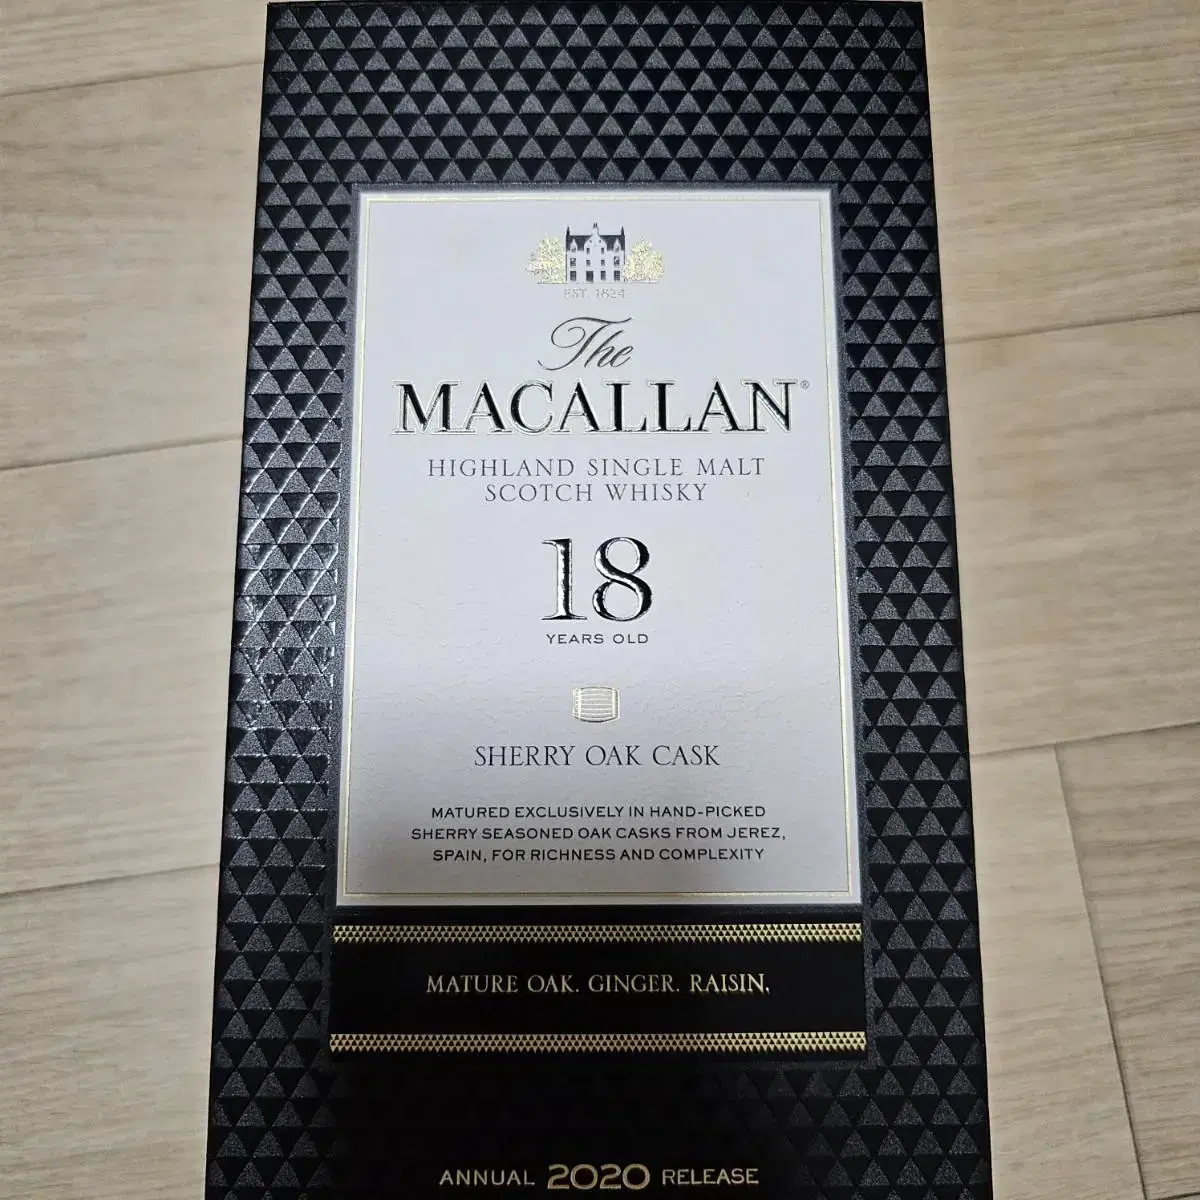 EST. 1824
The
MACALLAN®
HIGHLAND SINGLE MALT
SCOTCH WHISKY
18
YEARS OLD
SHERRY OAK CASK
MATURED EXCLUSIVELY IN HAND-PICKED
SHERRY SEASONED OAK CASKS FROM JEREZ,
SPAIN, FOR RICHNESS AND COMPLEXITY
MATURE OAK. GINGER. RAISIN.
ANNUAL 2020 RELEASE